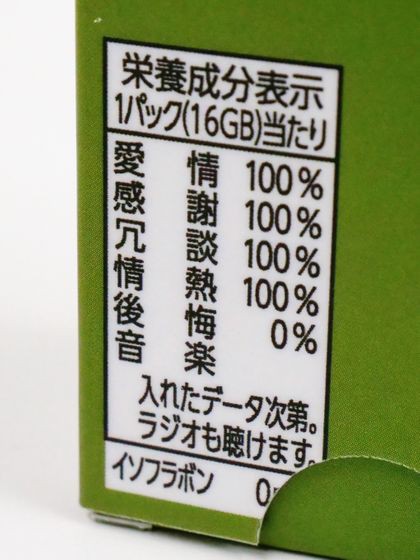 栄養成分表示
1パック(16GB)当たり
愛情 100%
感謝 100%
冗談 100%
情熱 100%
後悔 0%
音楽
入れたデータ次第。
ラジオも聴けます。
イソフラボン 0